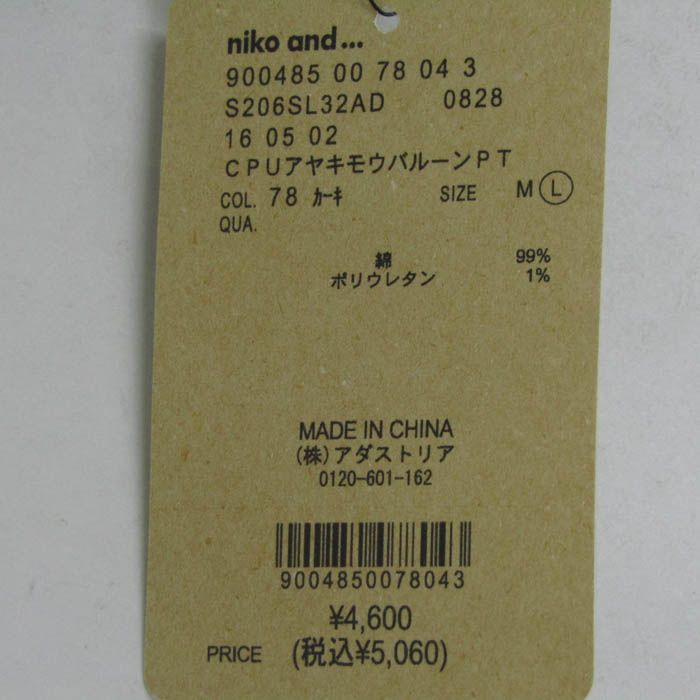 niko and...
900485 00 78 04 3
S206SL32AD 0828
16 05 02
CPUアヤキモウバルーンPT
COL. 78 カーキ SIZE M L
QUA.
綿 99%
ポリウレタン 1%
MADE IN CHINA
(株)アダストリア
0120-601-162
9004850078043
¥4,600
PRICE (税込¥5,060)